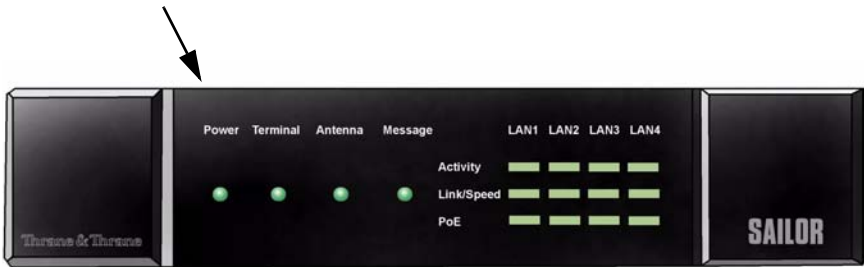 Power Terminal Antenna Message LAN1 LAN2 LAN3 LAN4
Activity
Link/Speed
PoE
Thrane & Thrane
SAILOR